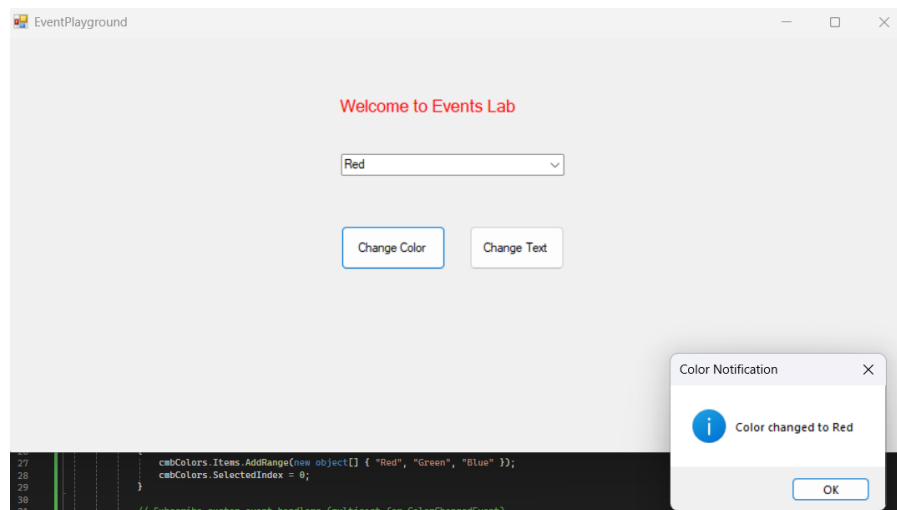 EventPlayground
Welcome to Events Lab
Red
Change Color
Change Text
Color Notification
Color changed to Red
OK
27 cmbColors.Items.AddRange(new object[] { "Red", "Green", "Blue" });
28 cmbColors.SelectedIndex = 0;
29 }
30